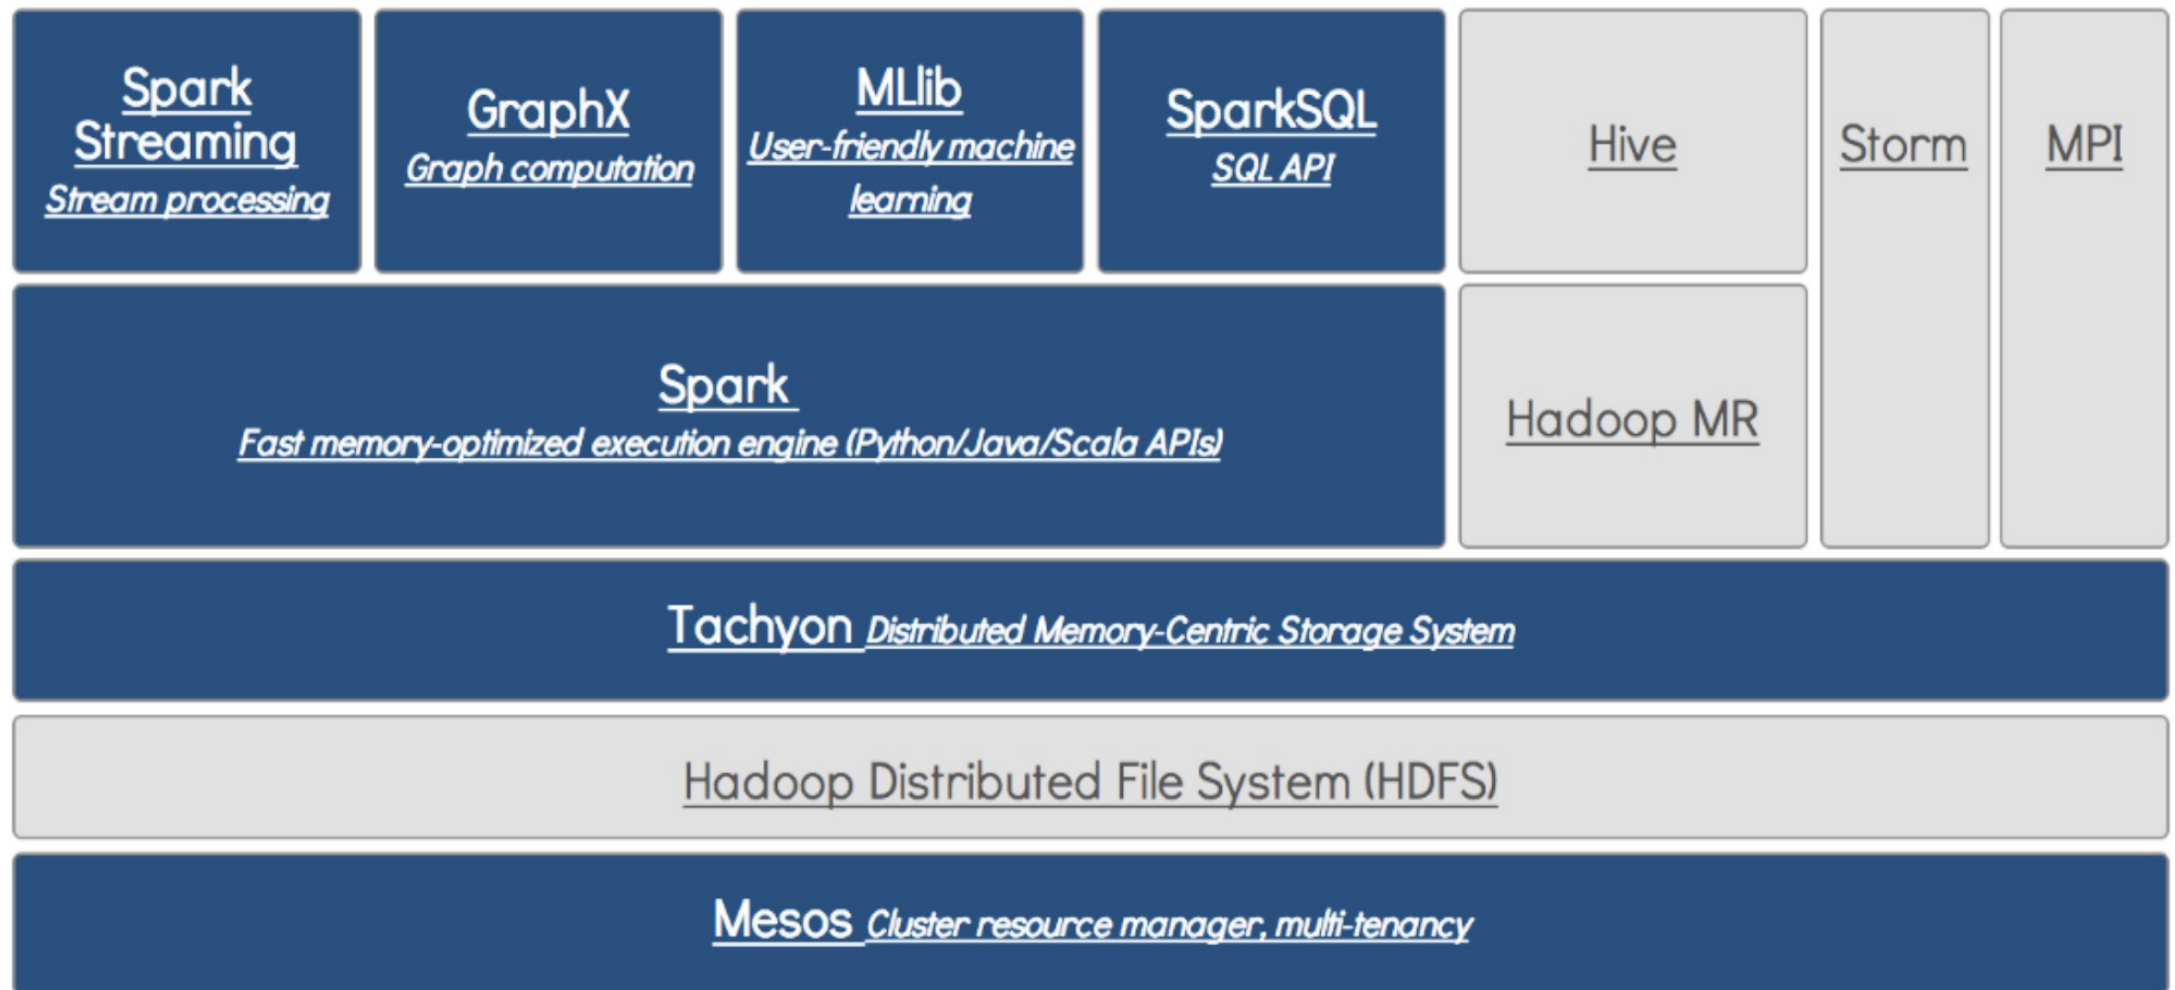 Spark
Streaming
Stream processing
GraphX
Graph computation
MLlib
User-friendly machine
learning
SparkSQL
SQL API
Hive
Storm
MPI
Spark
Fast memory-optimized execution engine (Python/Java/Scala APIs)
Hadoop MR
Tachyon Distributed Memory-Centric Storage System
Hadoop Distributed File System (HDFS)
Mesos Cluster resource manager, multi-tenancy